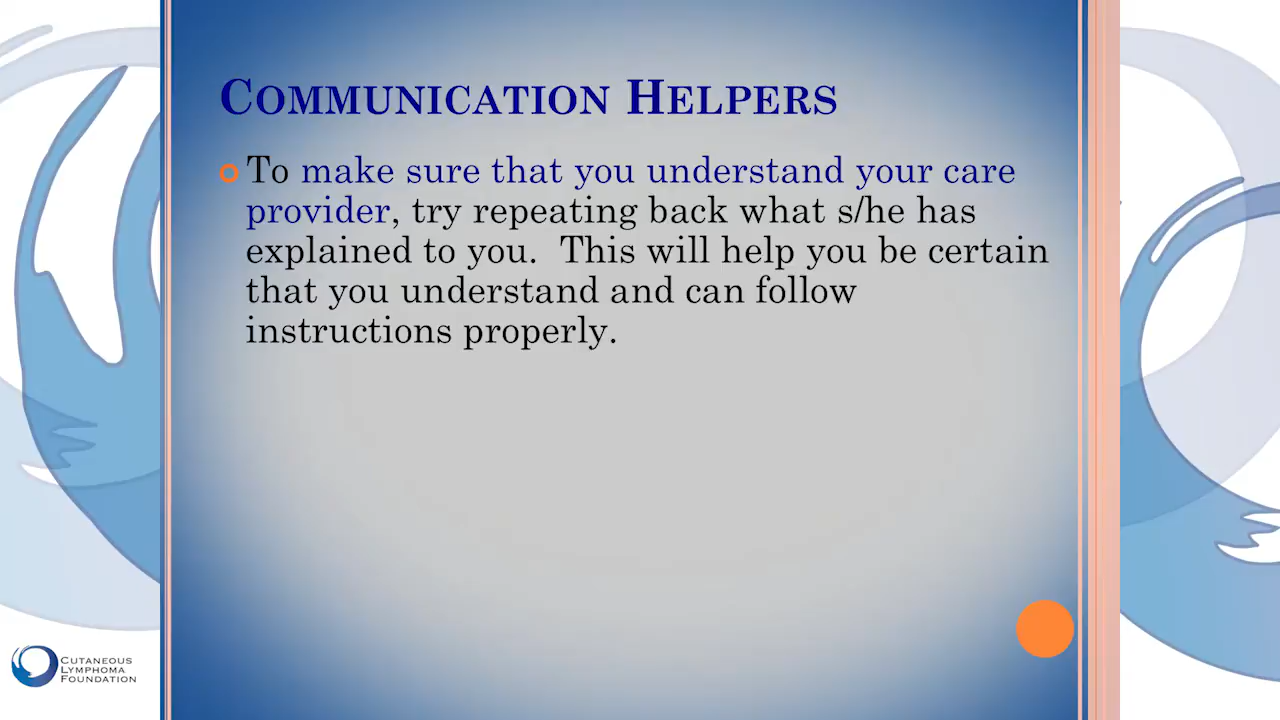 COMMUNICATION HELPERS
To make sure that you understand your care
provider, try repeating back what s/he has
explained to you.  This will help you be certain
that you understand and can follow
instructions properly.
CUTANEOUS
LYMPHOMA
FOUNDATION